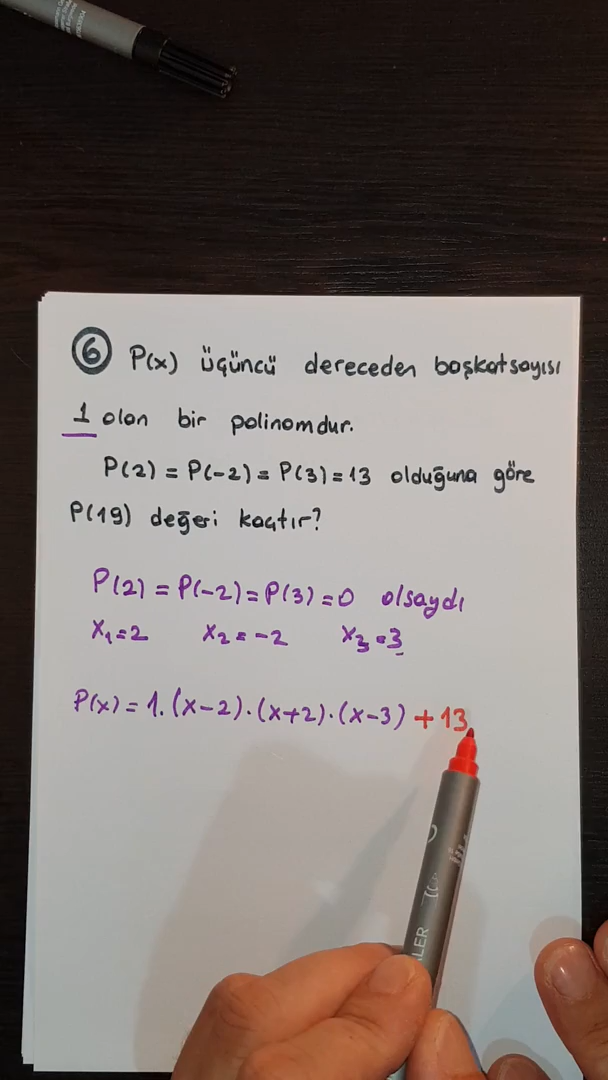 6 P(x) üçüncü dereceden başkatsayısı
1 olan bir polinomdur.
P(2) = P(-2) = P(3) = 13 olduğuna göre
P(19) değeri kaçtır?
P(2) = P(-2) = P(3) = 0 olsaydı
x₁=2 x₂=-2 x₃=3
P(x) = 1.(x-2).(x+2).(x-3) + 13